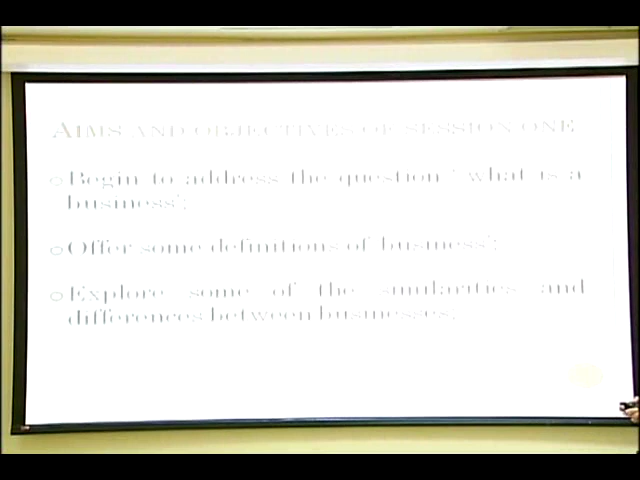 AIMS AND OBJECTIVES OF SESSION ONE
Begin to address the question 'what is a
business';
Offer some definitions of 'business';
Explore some of the similarities and
differences between businesses.